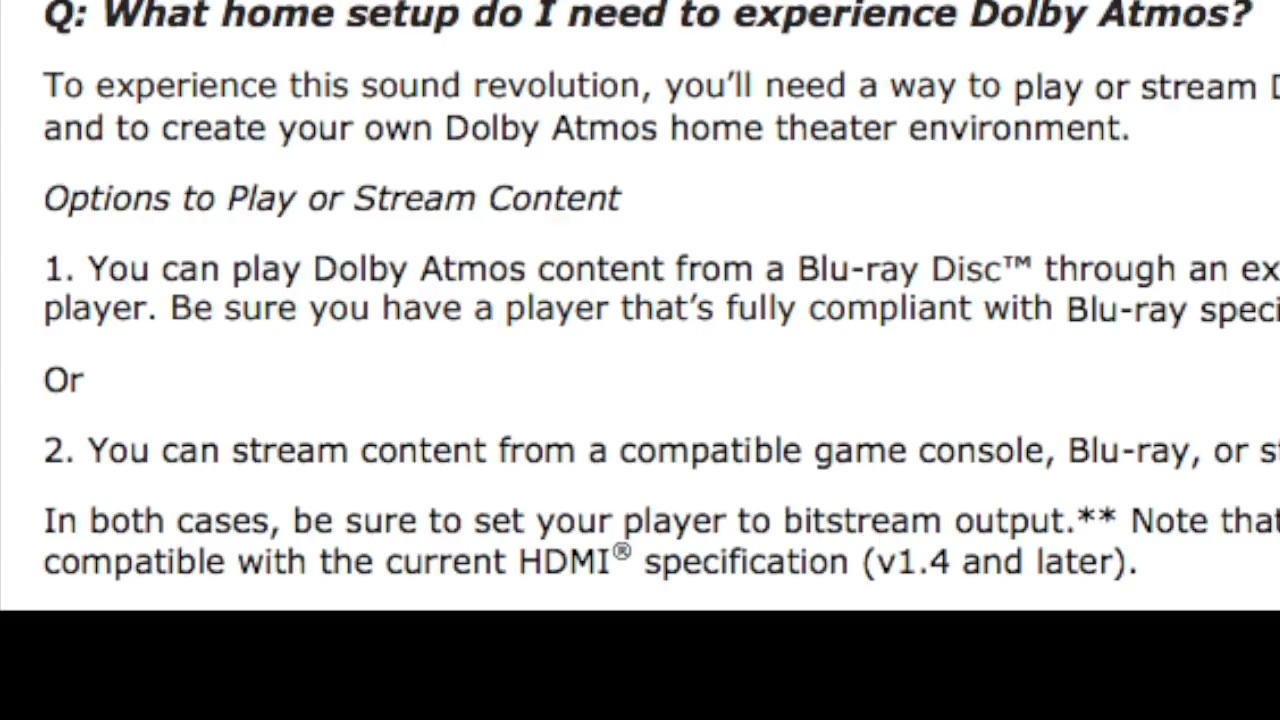 Q: What home setup do I need to experience Dolby Atmos?
To experience this sound revolution, you'll need a way to play or stream
and to create your own Dolby Atmos home theater environment.
Options to Play or Stream Content
1. You can play Dolby Atmos content from a Blu-ray Disc™ through an
player. Be sure you have a player that's fully compliant with Blu-ray
Or
2. You can stream content from a compatible game console, Blu-ray, or
In both cases, be sure to set your player to bitstream output.** Note that
compatible with the current HDMI® specification (v1.4 and later).